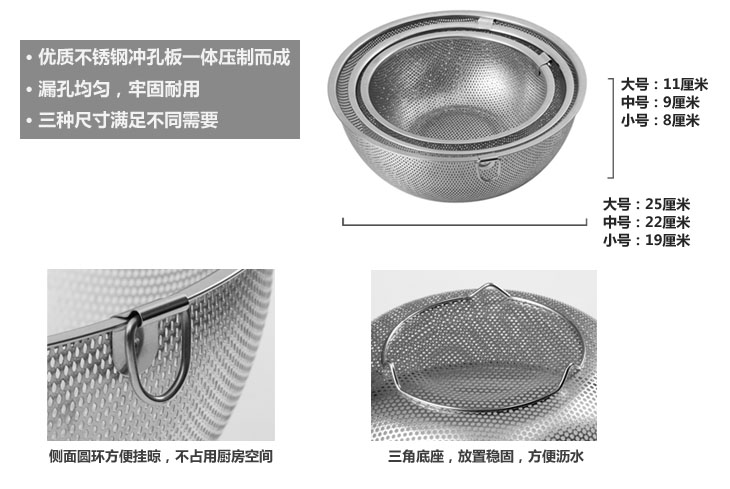 • 优质不锈钢冲孔板一体压制而成
• 漏孔均匀，牢固耐用
• 三种尺寸满足不同需要
大号：11厘米
中号：9厘米
小号：8厘米
大号：25厘米
中号：22厘米
小号：19厘米
侧面圆环方便挂晾，不占用厨房空间
三角底座，放置稳固，方便沥水